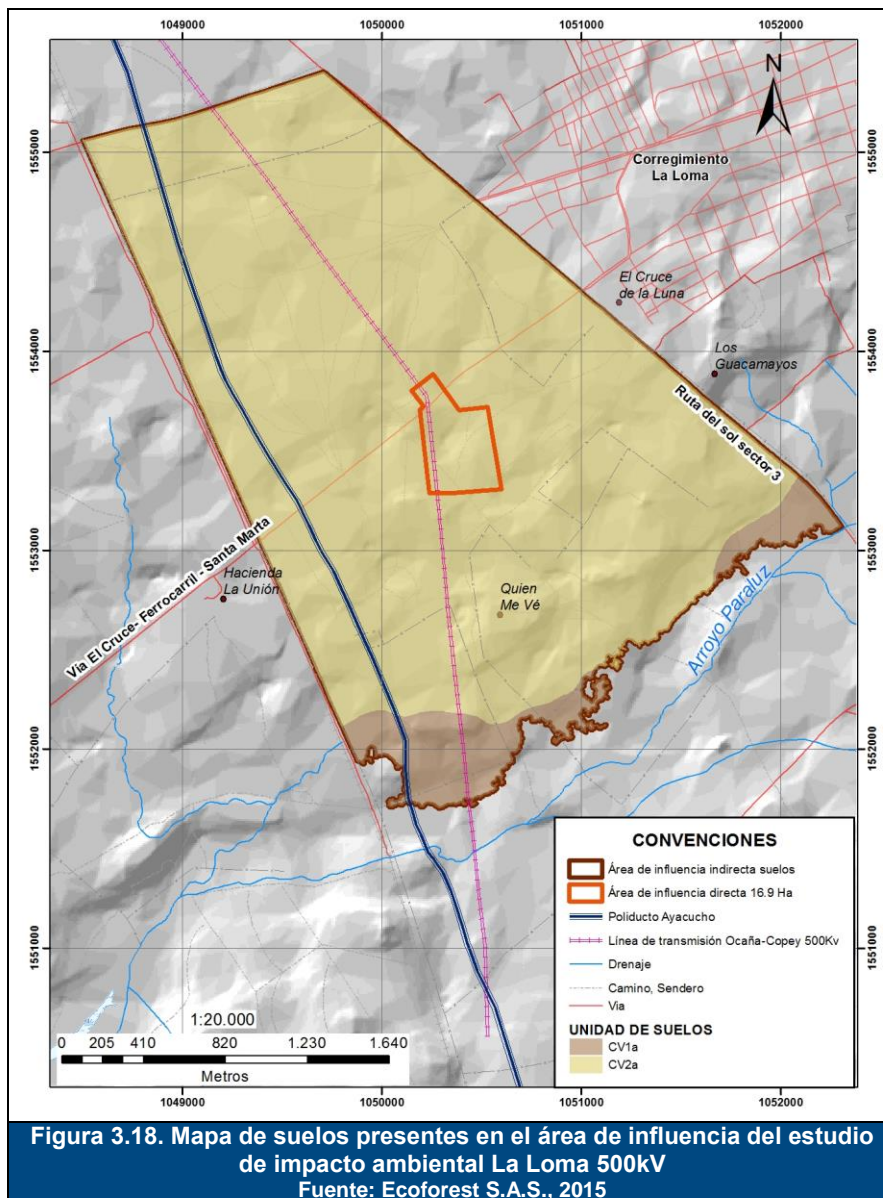 1049000
1050000
1051000
1052000
N
1555000
1555000
Corregimiento
La Loma
El Cruce
de la Luna
1554000
1554000
Los
Guacamayos
Ruta del sol sector 3
1553000
1553000
Via El Cruce- Ferrocarril - Santa Marta
Hacienda
La Unión
Quien
Me Vé
Arroyo Paraluz
1552000
1552000
1551000
1551000
CONVENCIONES
Área de influencia indirecta suelos
Área de influencia directa 16.9 Ha
Poliducto Ayacucho
Línea de transmisión Ocaña-Copey 500Kv
Drenaje
Camino, Sendero
Via
UNIDAD DE SUELOS
CV1a
CV2a
1:20.000
0 205 410 820 1.230 1.640
Metros
1049000
1050000
1051000
1052000
Figura 3.18. Mapa de suelos presentes en el área de influencia del estudio
de impacto ambiental La Loma 500kV
Fuente: Ecoforest S.A.S., 2015